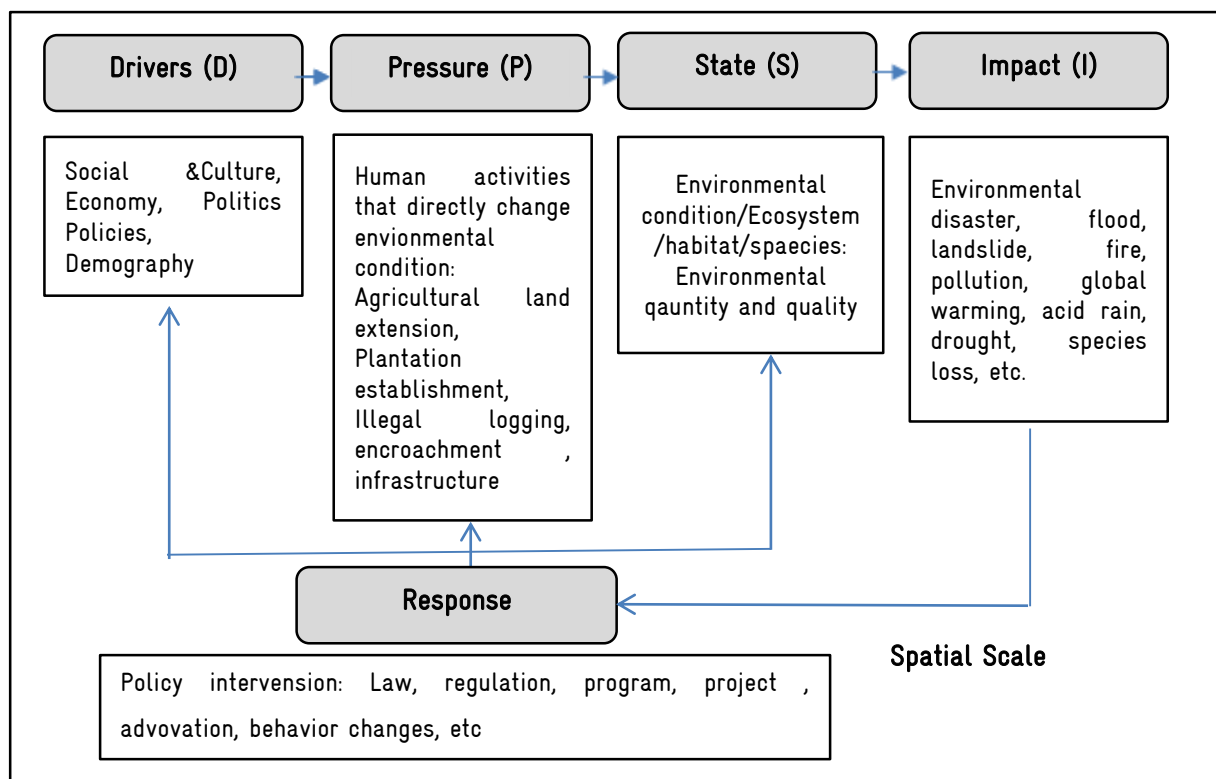 Drivers (D)
Pressure (P)
State (S)
Impact (I)
Social &Culture,
Economy, Politics
Policies,
Demography
Human activities
that directly change
envionmental
condition:
Agricultural land
extension,
Plantation
establishment,
Illegal logging,
encroachment ,
infrastructure
Environmental
condition/Ecosystem
/habitat/spaecies:
Environmental
qauntity and quality
Environmental
disaster, flood,
landslide, fire,
pollution, global
warming, acid rain,
drought, species
loss, etc.
Response
Spatial Scale
Policy intervension: Law, regulation, program, project ,
advovation, behavior changes, etc